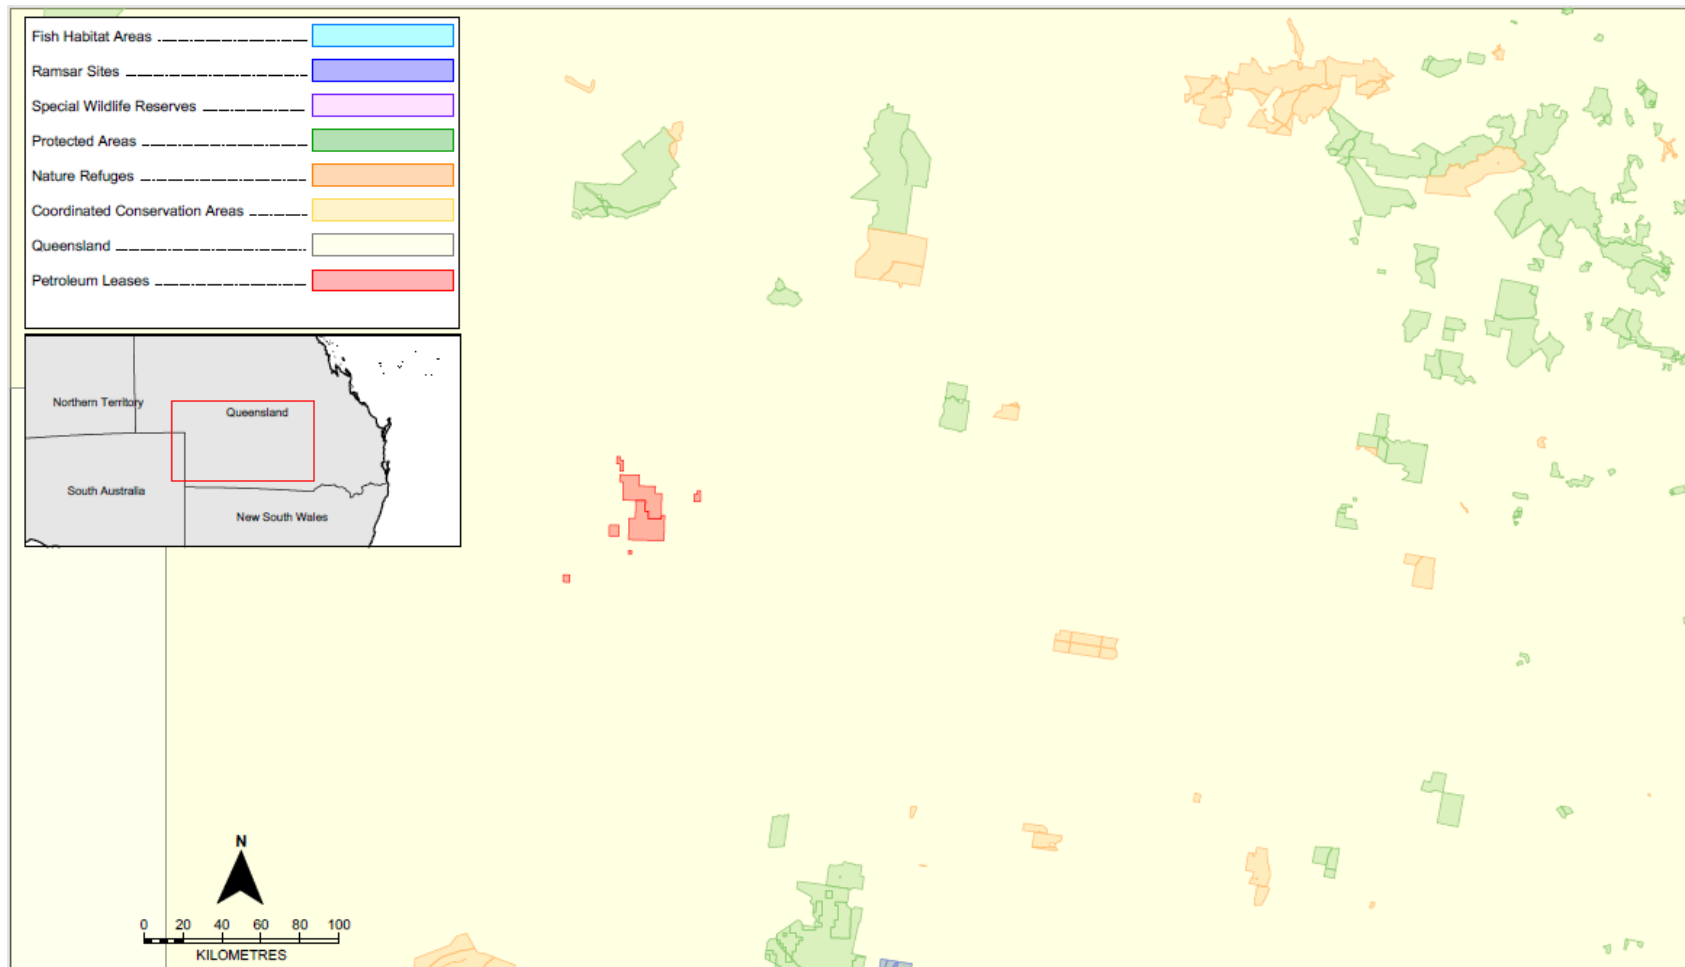 Fish Habitat Areas
Ramsar Sites
Special Wildlife Reserves
Protected Areas
Nature Refuges
Coordinated Conservation Areas
Queensland
Petroleum Leases
Northern Territory
Queensland
South Australia
New South Wales
N
0 20 40 60 80 100
KILOMETRES